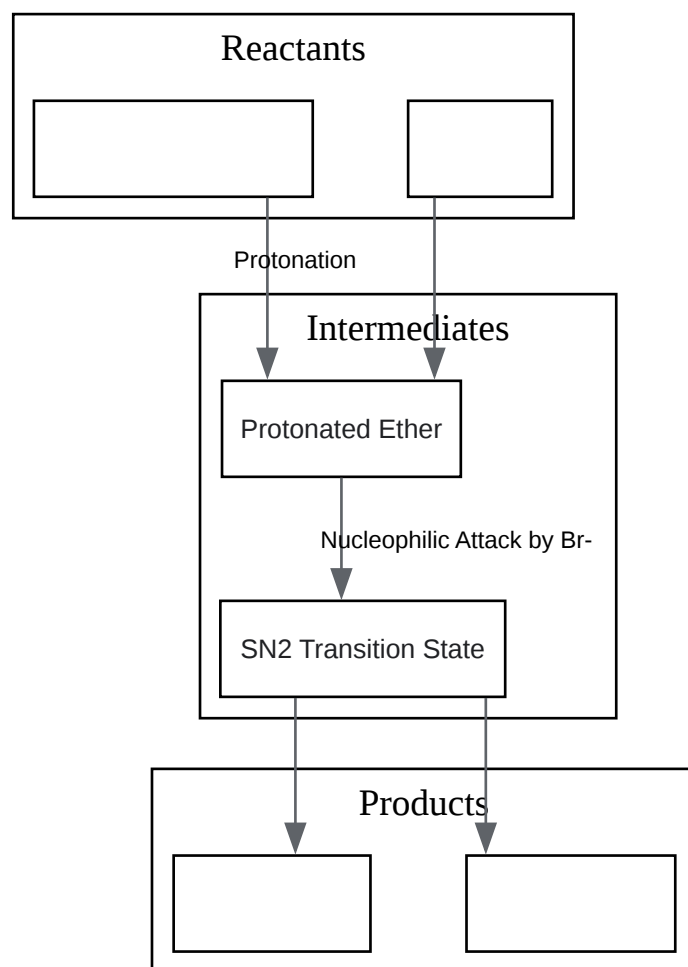 Reactants
Protonation
Intermediates
Protonated Ether
Nucleophilic Attack by Br-
SN2 Transition State
Products